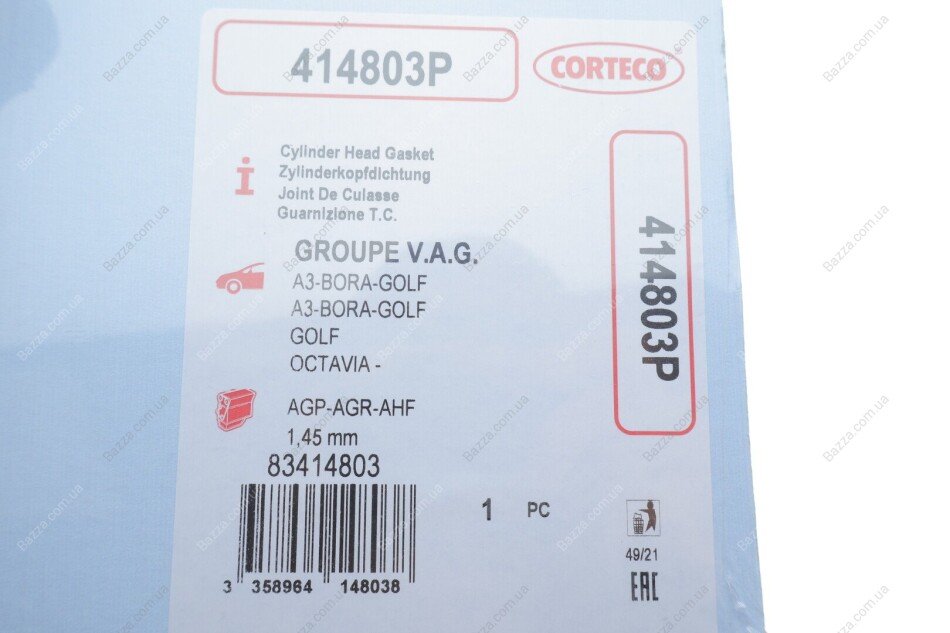 414803P
CORTECO®
i
Cylinder Head Gasket
Zylinderkopfdichtung
Joint De Culasse
Guarnizione T.C.
GROUPE V.A.G.
A3-BORA-GOLF
A3-BORA-GOLF
GOLF
OCTAVIA -
414803P
AGP-AGR-AHF
1,45 mm
83414803
1 PC
3 358964 148038
49/21
EAC
Bazza.com.ua